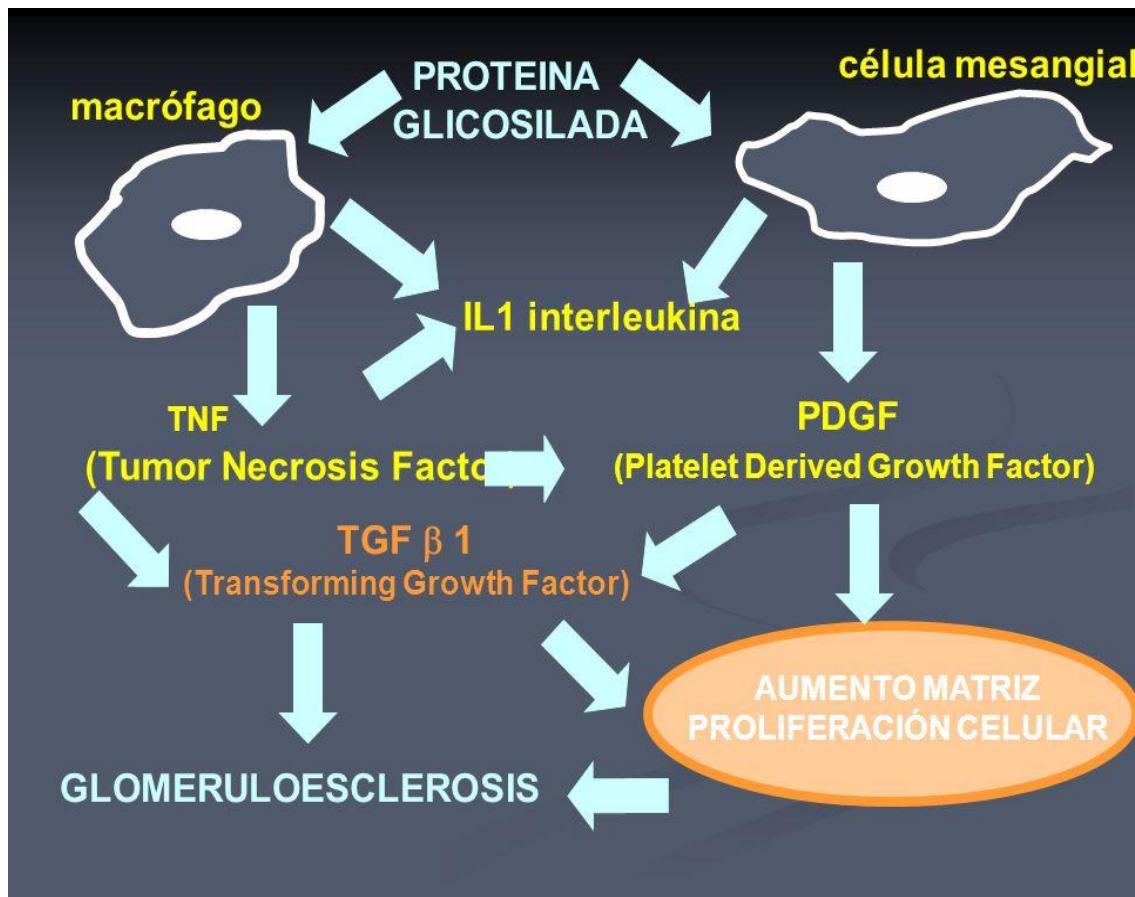 célula mesangial
PROTEINA
GLICOSILADA
macrófago
IL1 interleukina
TNF
(Tumor Necrosis Factor)
PDGF
(Platelet Derived Growth Factor)
TGF β 1
(Transforming Growth Factor)
AUMENTO MATRIZ
PROLIFERACIÓN CELULAR
GLOMERULOESCLEROSIS